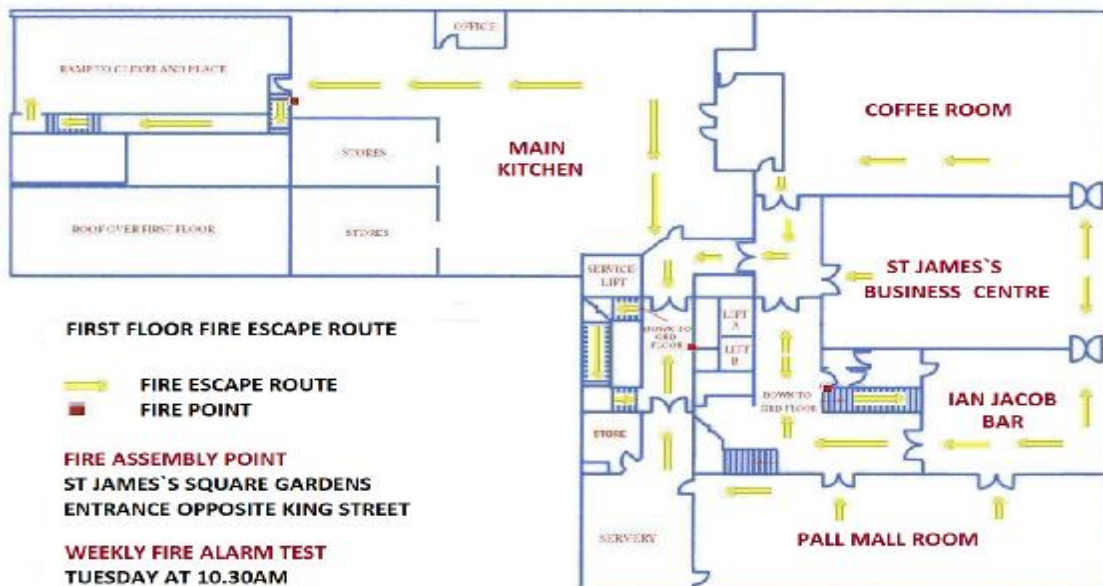 OFFICE
RAMP TO CLEVELAND PLACE
COFFEE ROOM
STORES
MAIN
KITCHEN
ROOF OVER FIRST FLOOR
STORES
SERVICE
LIFT
ST JAMES`S
BUSINESS CENTRE
LIFT
A
DOWN TO
GRD FLOOR
LIFT
B
DOWN TO
GRD FLOOR
IAN JACOB
BAR
STORE
SERVERY
PALL MALL ROOM
FIRST FLOOR FIRE ESCAPE ROUTE
FIRE ESCAPE ROUTE
FIRE POINT
FIRE ASSEMBLY POINT
ST JAMES`S SQUARE GARDENS
ENTRANCE OPPOSITE KING STREET
WEEKLY FIRE ALARM TEST
TUESDAY AT 10.30AM